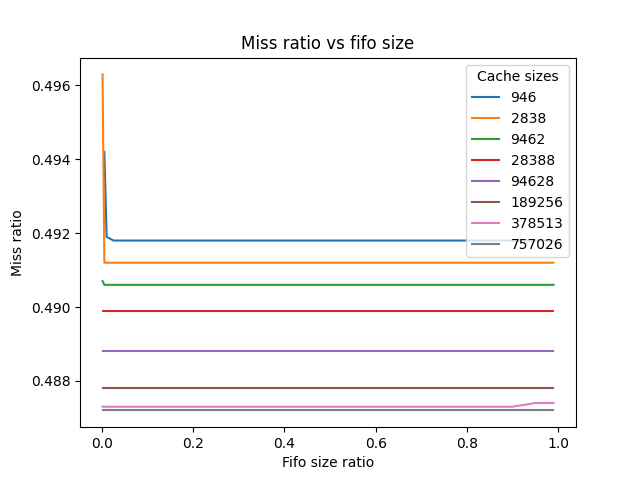 Miss ratio vs fifo size
Cache sizes
946
2838
9462
28388
94628
189256
378513
757026
Miss ratio
0.496
0.494
0.492
0.490
0.488
0.0 0.2 0.4 0.6 0.8 1.0
Fifo size ratio